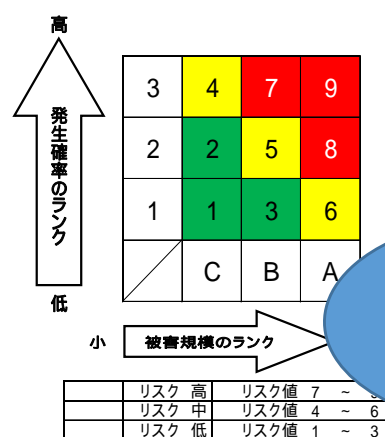 高
発生確率のランク
低
3 4 7 9
2 2 5 8
1 1 3 6
C B A
小 被害規模のランク
リスク 高 リスク値 7 ~
リスク 中 リスク値 4 ~ 6
リスク 低 リスク値 1 ~ 3